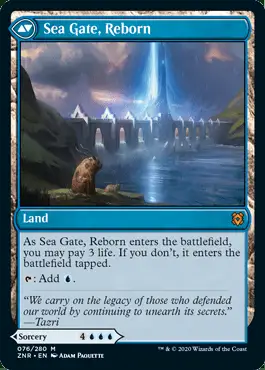 Sea Gate, Reborn
Land
As Sea Gate, Reborn enters the battlefield,
you may pay 3 life. If you don't, it enters the
battlefield tapped.
: Add .
“We carry on the legacy of those who defended
our world by continuing to unearth its secrets.”
—Tazri
Sorcery 4
076/280 M
ZNR • EN Adam Paquette
™ & © 2020 Wizards of the Coast